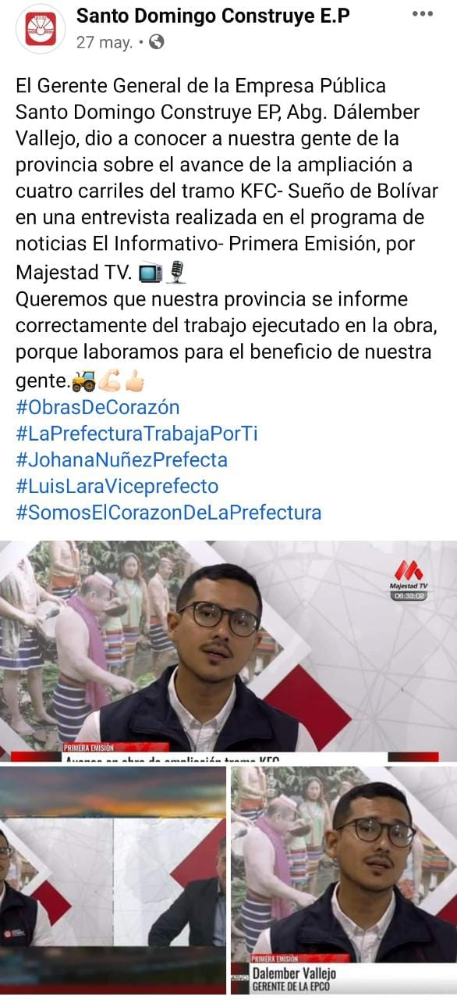 Santo Domingo Construye E.P
27 may.
El Gerente General de la Empresa Pública
Santo Domingo Construye EP, Abg. Dálember
Vallejo, dio a conocer a nuestra gente de la
provincia sobre el avance de la ampliación a
cuatro carriles del tramo KFC- Sueño de Bolívar
en una entrevista realizada en el programa de
noticias El Informativo- Primera Emisión, por
Majestad TV. 📺🎙️
Queremos que nuestra provincia se informe
correctamente del trabajo ejecutado en la obra,
porque laboramos para el beneficio de nuestra
gente.🚜💪🏻👍🏻
#ObrasDeCorazón
#LaPrefecturaTrabajaPorTi
#JohanaNuñezPrefecta
#LuisLaraViceprefecto
#SomosElCorazonDeLaPrefectura
Majestad TV
06:33:02
PRIMERA EMISIÓN
Avance en obra de ampliación tramo KFC
PRIMERA EMISIÓN
Dalember Vallejo
GERENTE DE LA EPCO